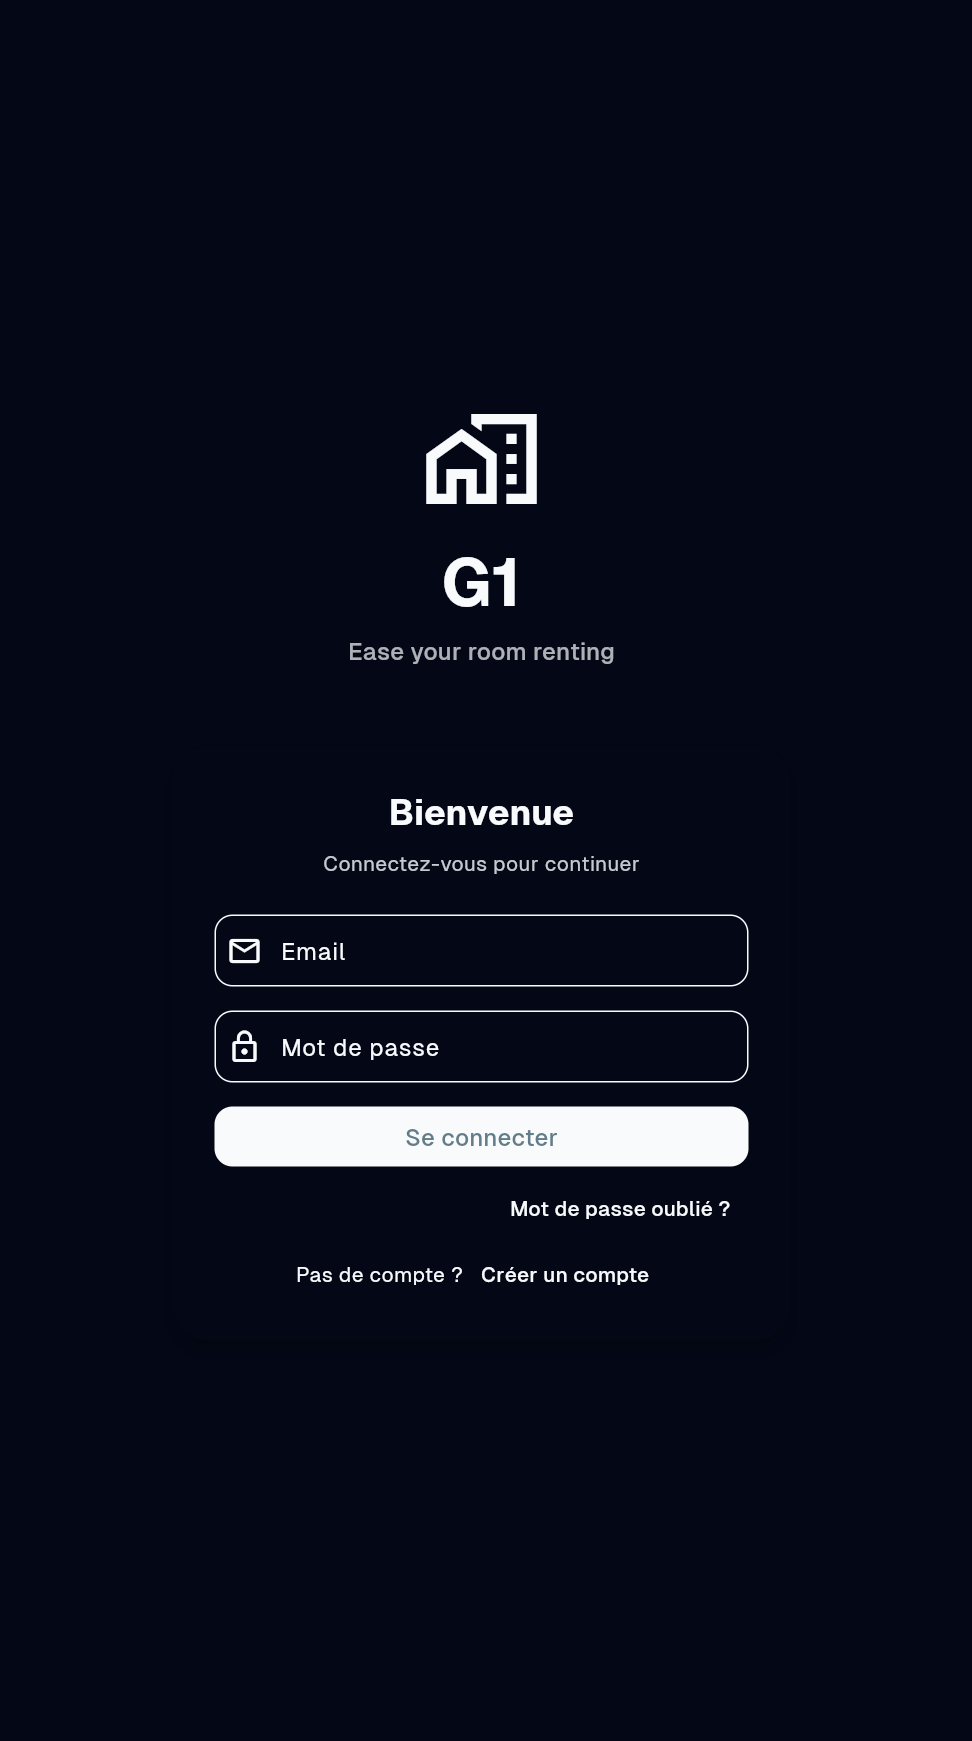 G1
Ease your room renting
Bienvenue
Connectez-vous pour continuer
Email
Mot de passe
Se connecter
Mot de passe oublié ?
Pas de compte ? Créer un compte